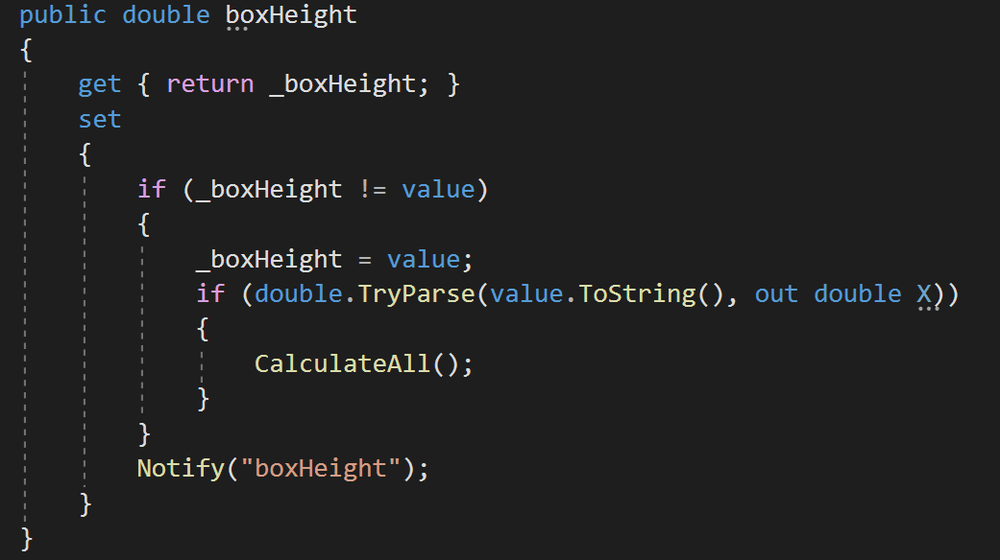 public double boxHeight
{
    get { return _boxHeight; }
    set
    {
        if (_boxHeight != value)
        {
            _boxHeight = value;
            if (double.TryParse(value.ToString(), out double X))
            {
                CalculateAll();
            }
        }
        Notify("boxHeight");
    }
}